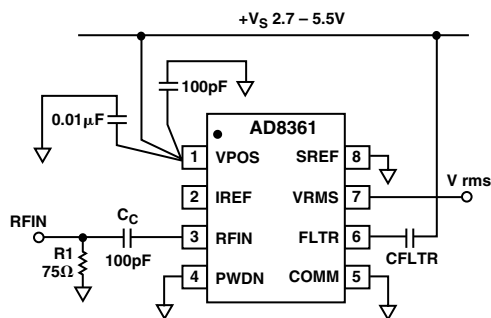 +VS 2.7 – 5.5V
100pF
0.01µF
AD8361
1 VPOS SREF 8
2 IREF VRMS 7
V rms
RFIN
CC
3 RFIN FLTR 6
R1
75Ω
100pF
CFLTR
4 PWDN COMM 5